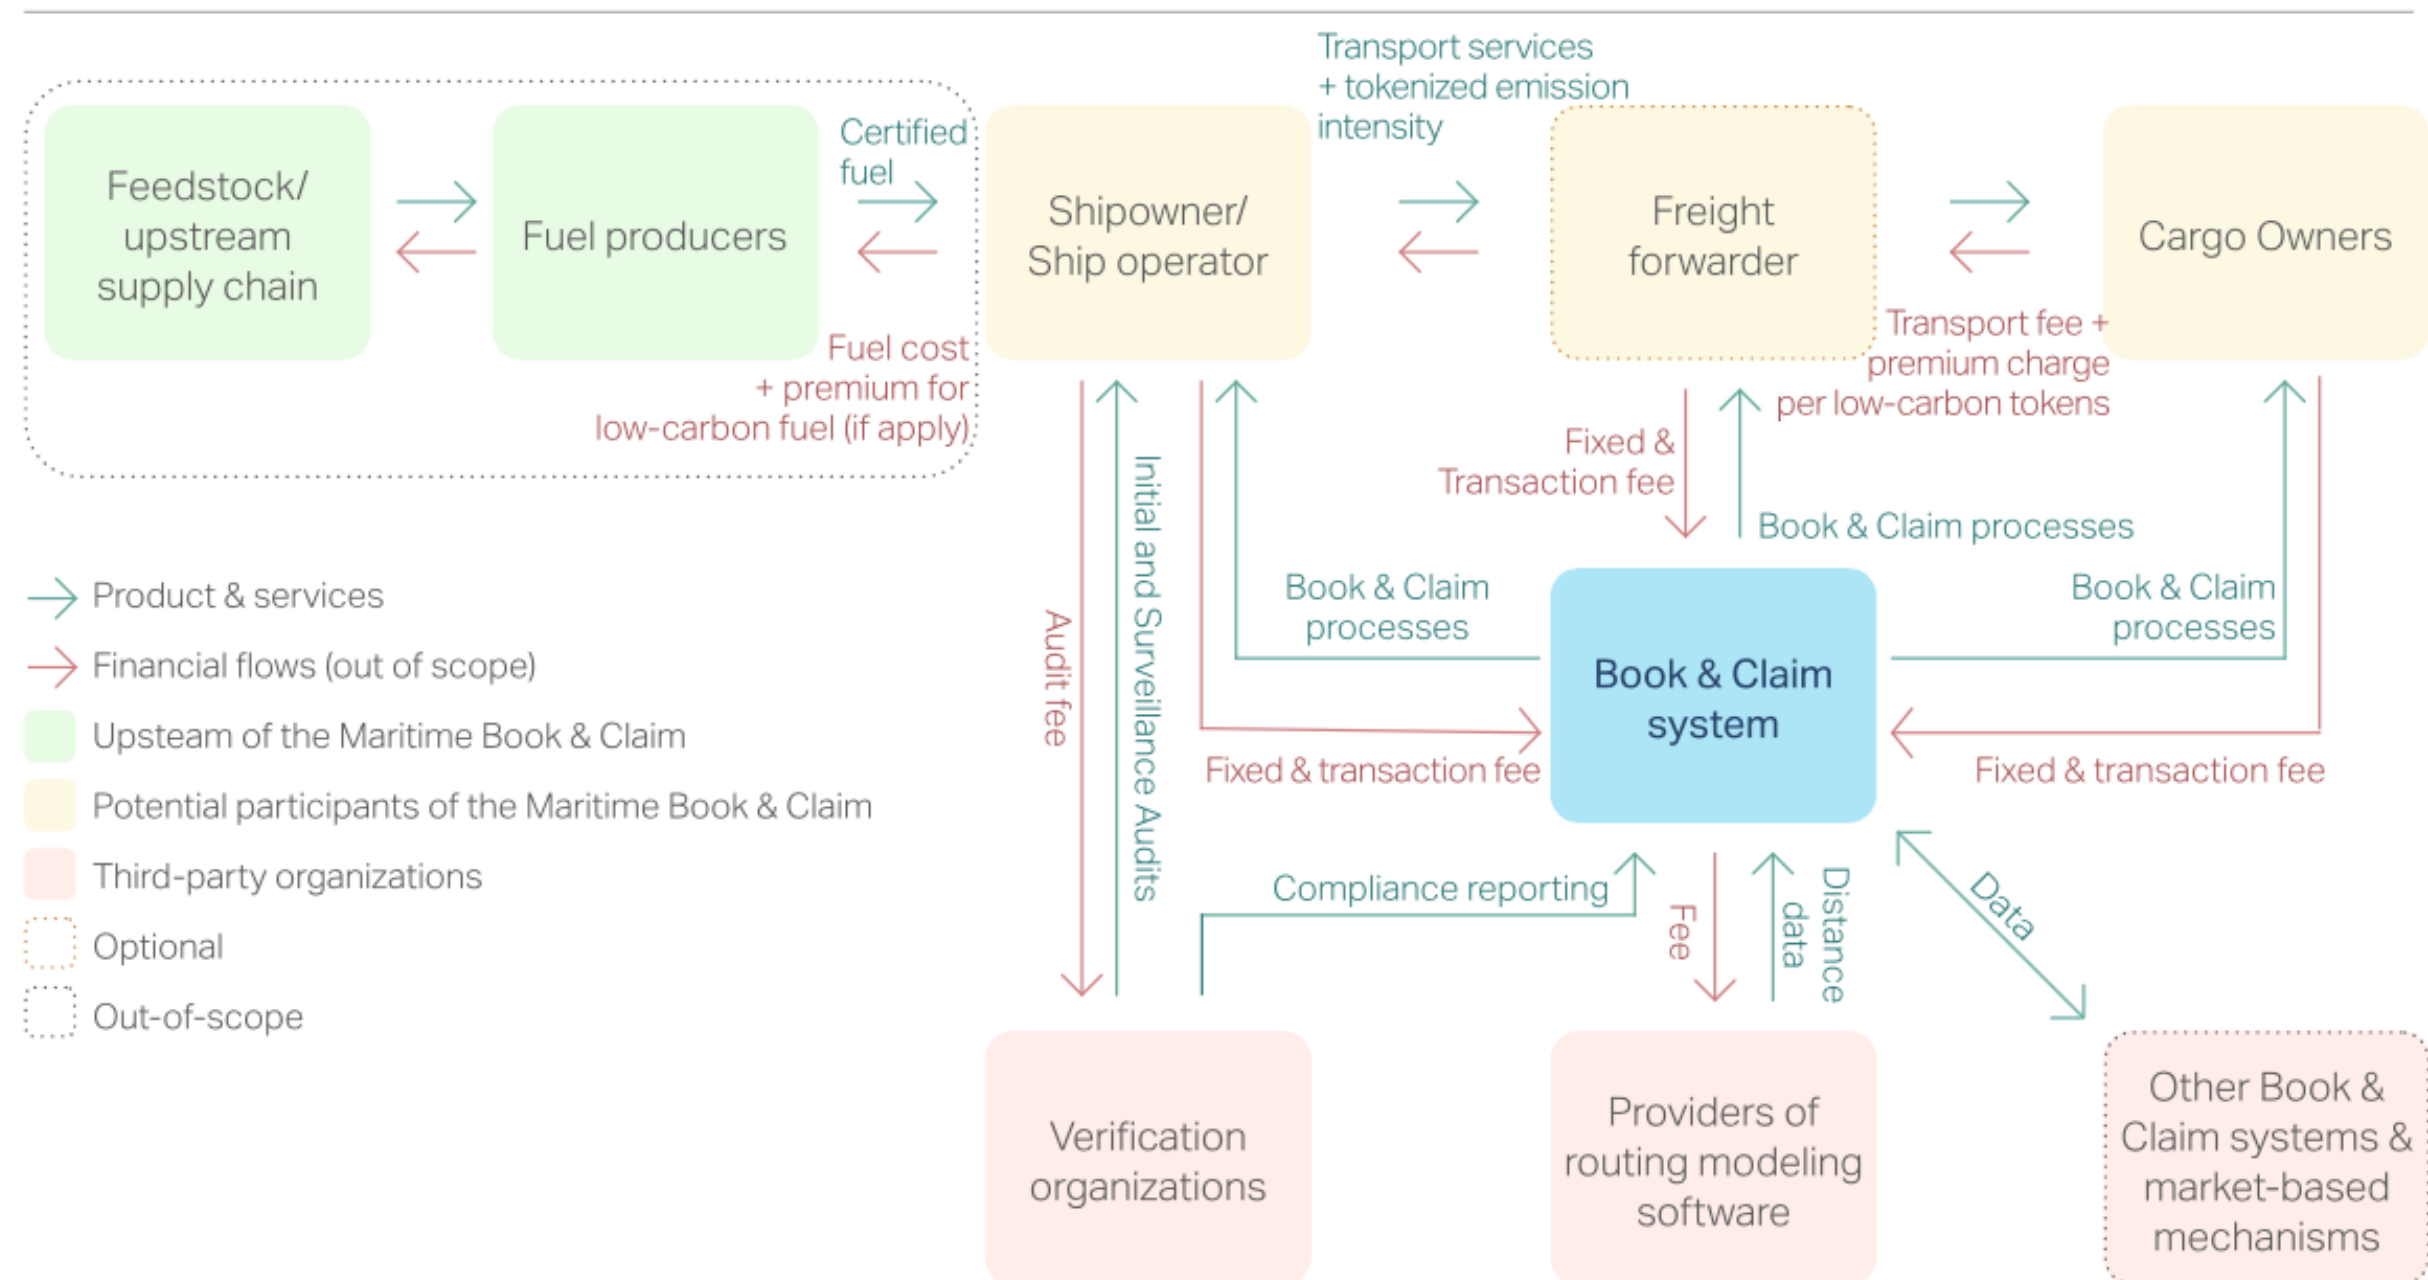 Transport services
+ tokenized emission
intensity
Feedstock/
upstream
supply chain
Fuel producers
Certified
fuel
Fuel cost
+ premium for
low-carbon fuel (if apply)
Shipowner/
Ship operator
Freight
forwarder
Cargo Owners
Transport fee +
premium charge
per low-carbon tokens
Fixed &
Transaction fee
Book & Claim processes
Product & services
Financial flows (out of scope)
Upsteam of the Maritime Book & Claim
Potential participants of the Maritime Book & Claim
Third-party organizations
Optional
Out-of-scope
Audit fee
Initial and Surveillance Audits
Book & Claim
processes
Fixed & transaction fee
Book & Claim
system
Book & Claim
processes
Fixed & transaction fee
Compliance reporting
Fee
Distance
data
Data
Verification
organizations
Providers of
routing modeling
software
Other Book &
Claim systems &
market-based
mechanisms